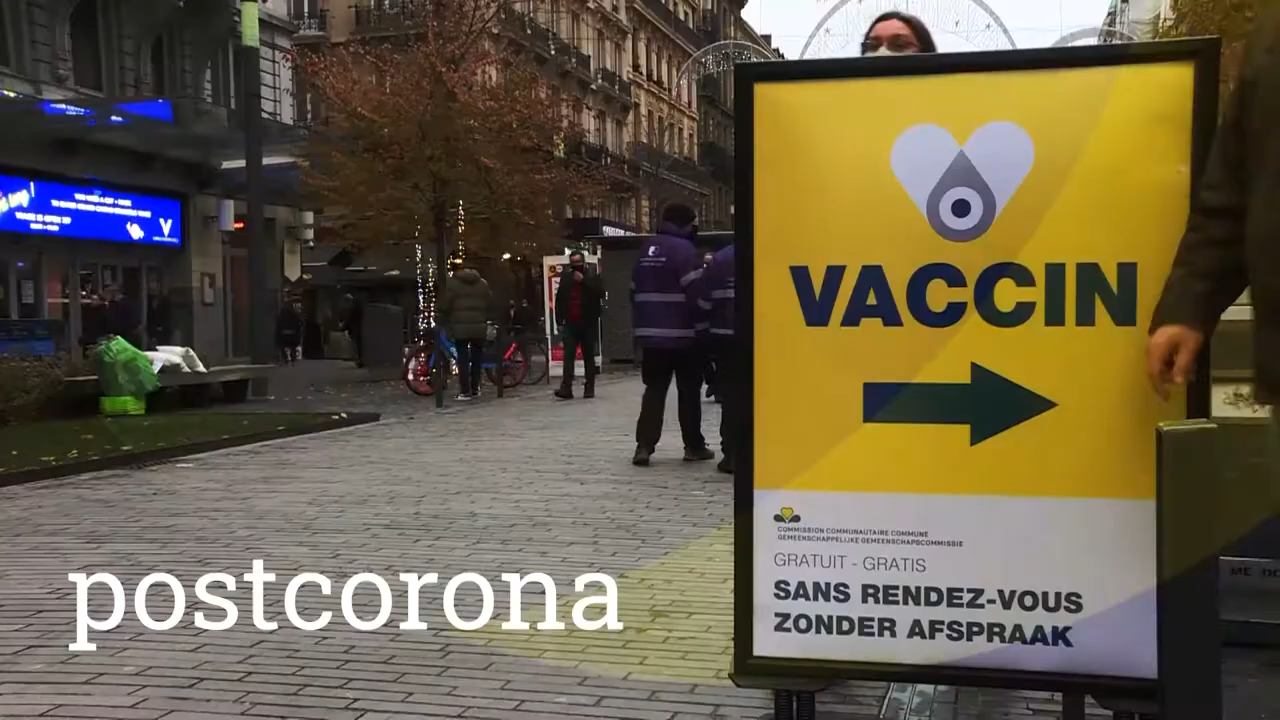 VACCIN
COMMISSION COMMUNAUTAIRE COMMUNE
GEMEENSCHAPPELIJKE GEMEENSCHAPSCOMMISSIE
GRATUIT - GRATIS
SANS RENDEZ-VOUS
ZONDER AFSPRAAK
postcorona